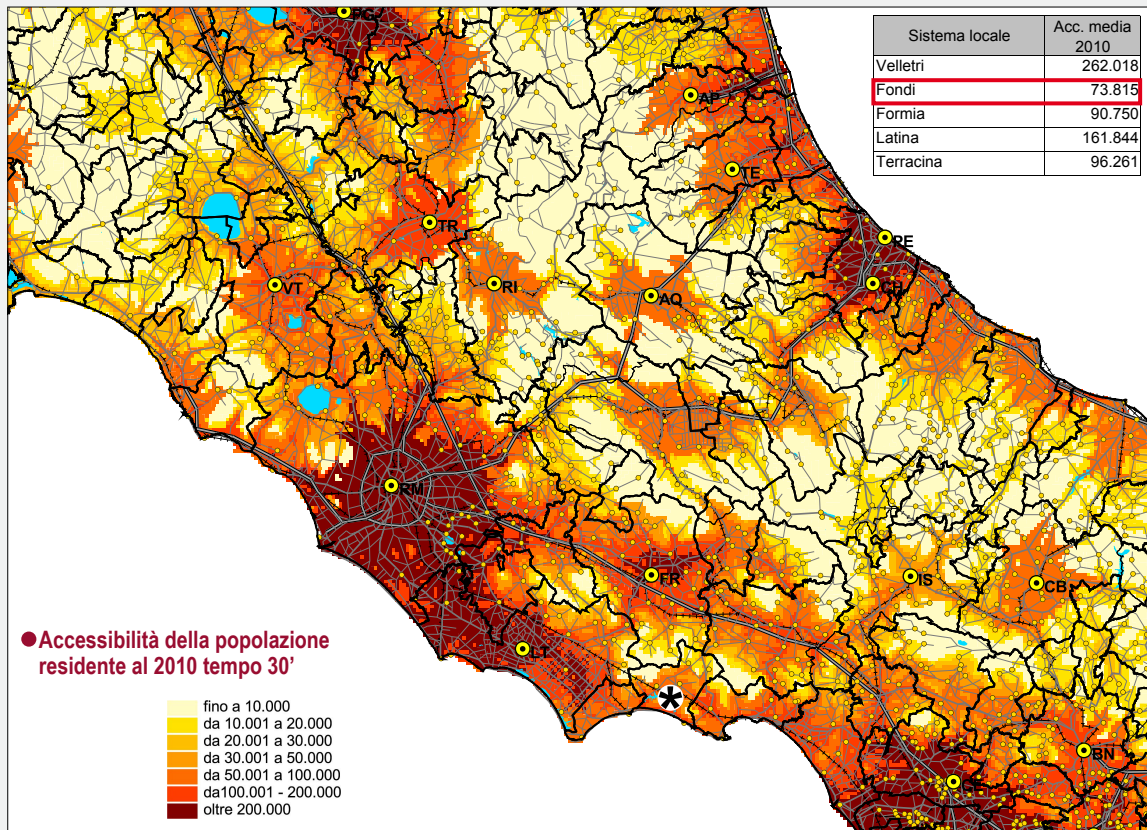 Sistema locale Acc. media 2010
Velletri 262.018
Fondi 73.815
Formia 90.750
Latina 161.844
Terracina 96.261
AP
TE
TR
PE
VT
RI
AQ
CH
RM
FR
IS
CB
LT
*
BN
● Accessibilità della popolazione
residente al 2010 tempo 30'
fino a 10.000
da 10.001 a 20.000
da 20.001 a 30.000
da 30.001 a 50.000
da 50.001 a 100.000
da100.001 - 200.000
oltre 200.000